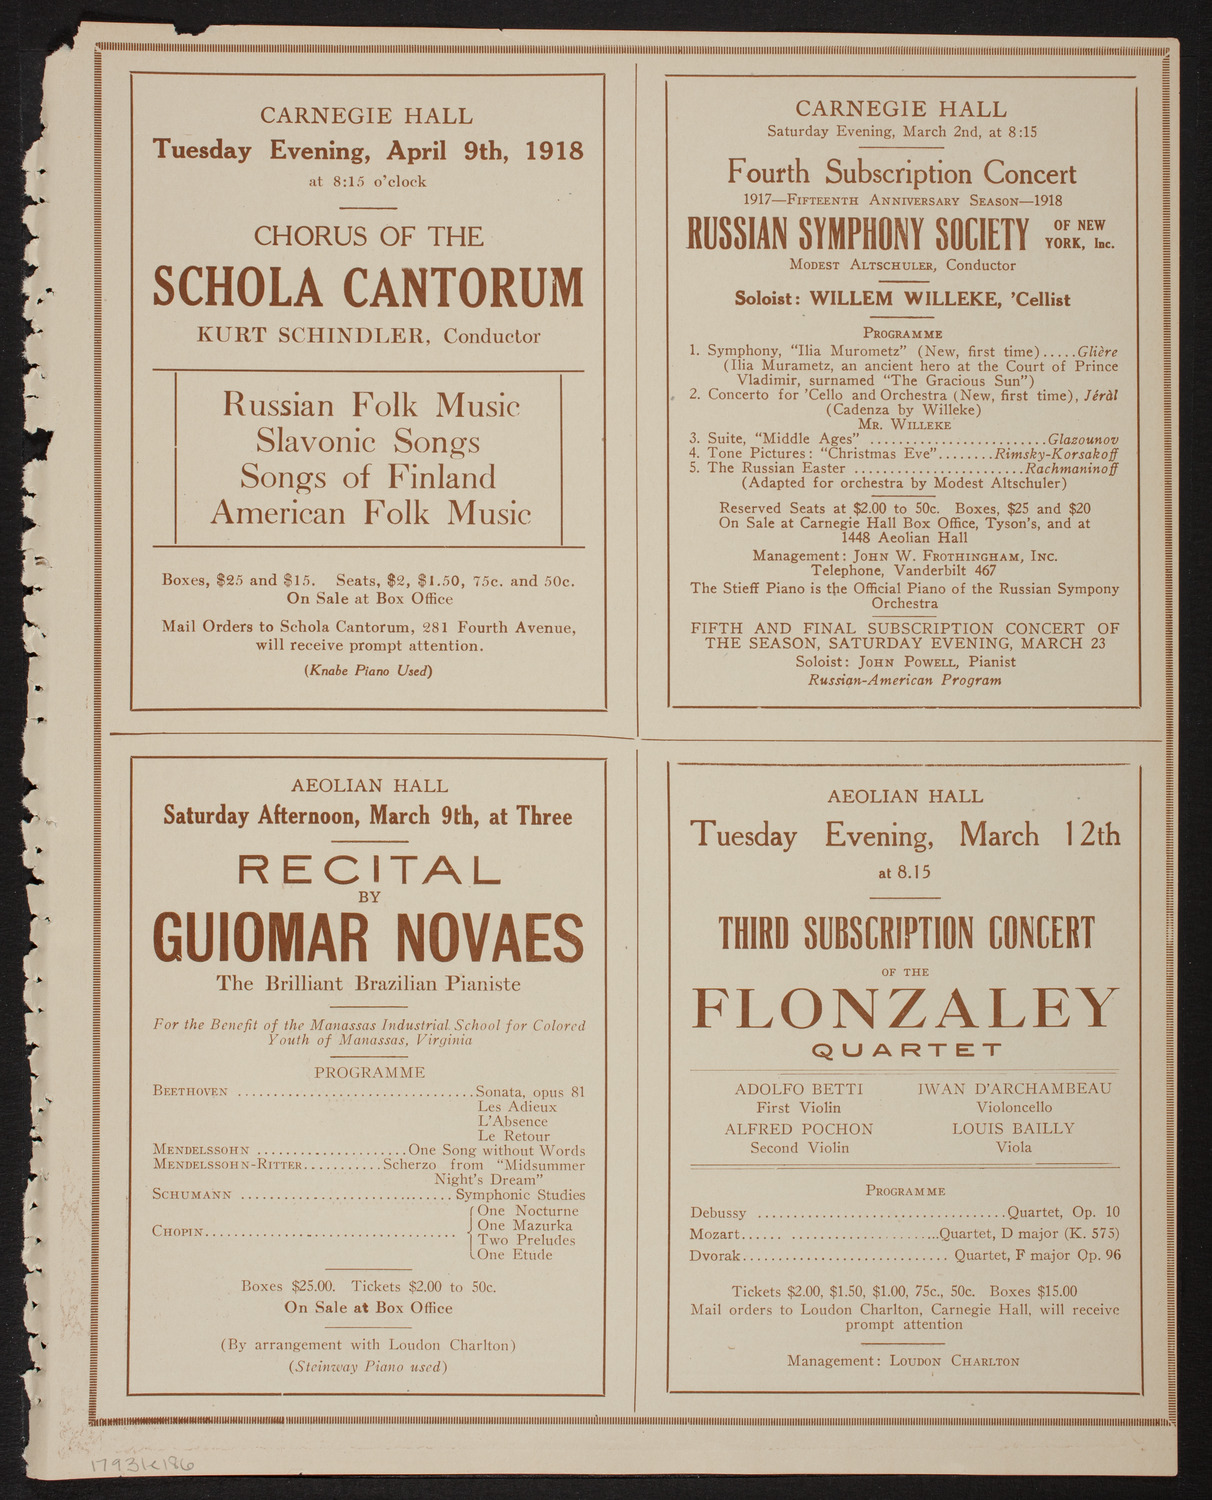 CARNEGIE HALL
Tuesday Evening, April 9th, 1918
at 8:15 o'clock
CHORUS OF THE
SCHOLA CANTORUM
KURT SCHINDLER, Conductor
Russian Folk Music
Slavonic Songs
Songs of Finland
American Folk Music
Boxes, $25 and $15. Seats, $2, $1.50, 75c. and 50c.
On Sale at Box Office
Mail Orders to Schola Cantorum, 281 Fourth Avenue,
will receive prompt attention.
(Knabe Piano Used)
CARNEGIE HALL
Saturday Evening, March 2nd, at 8:15
Fourth Subscription Concert
1917—Fifteenth Anniversary Season—1918
RUSSIAN SYMPHONY SOCIETY OF NEW YORK, Inc.
Modest Altschuler, Conductor
Soloist: WILLEM WILLEKE, 'Cellist
Programme
1. Symphony, "Ilia Murometz" (New, first time).....Glière
(Ilia Murametz, an ancient hero at the Court of Prince
Vladimir, surnamed "The Gracious Sun")
2. Concerto for 'Cello and Orchestra (New, first time), Jéràl
(Cadenza by Willeke)
Mr. Willeke
3. Suite, "Middle Ages" .........................Glazounov
4. Tone Pictures: "Christmas Eve"........Rimsky-Korsakoff
5. The Russian Easter ........................Rachmaninoff
(Adapted for orchestra by Modest Altschuler)
Reserved Seats at $2.00 to 50c. Boxes, $25 and $20
On Sale at Carnegie Hall Box Office, Tyson's, and at
1448 Aeolian Hall
Management: John W. Frothingham, Inc.
Telephone, Vanderbilt 467
The Stieff Piano is the Official Piano of the Russian Sympony
Orchestra
FIFTH AND FINAL SUBSCRIPTION CONCERT OF
THE SEASON, SATURDAY EVENING, MARCH 23
Soloist: John Powell, Pianist
Russian-American Program
AEOLIAN HALL
Saturday Afternoon, March 9th, at Three
RECITAL
BY
GUIOMAR NOVAES
The Brilliant Brazilian Pianiste
For the Benefit of the Manassas Industrial School for Colored
Youth of Manassas, Virginia
PROGRAMME
Beethoven .................................Sonata, opus 81
Les Adieux
L'Absence
Le Retour
Mendelssohn .....................One Song without Words
Mendelssohn-Ritter...........Scherzo from "Midsummer
Night's Dream"
Schumann .............................. Symphonic Studies
One Nocturne
One Mazurka
Chopin....................................
Two Preludes
One Etude
Boxes $25.00. Tickets $2.00 to 50c.
On Sale at Box Office
(By arrangement with Loudon Charlton)
(Steinway Piano used)
AEOLIAN HALL
Tuesday Evening, March 12th
at 8.15
THIRD SUBSCRIPTION CONCERT
OF THE
FLONZALEY
QUARTET
ADOLFO BETTI IWAN D'ARCHAMBEAU
First Violin Violoncello
ALFRED POCHON LOUIS BAILLY
Second Violin Viola
Programme
Debussy ...................................Quartet, Op. 10
Mozart.................................Quartet, D major (K. 575)
Dvorak............................. Quartet, F major Op. 96
Tickets $2.00, $1.50, $1.00, 75c., 50c. Boxes $15.00
Mail orders to Loudon Charlton, Carnegie Hall, will receive
prompt attention
Management: Loudon Charlton